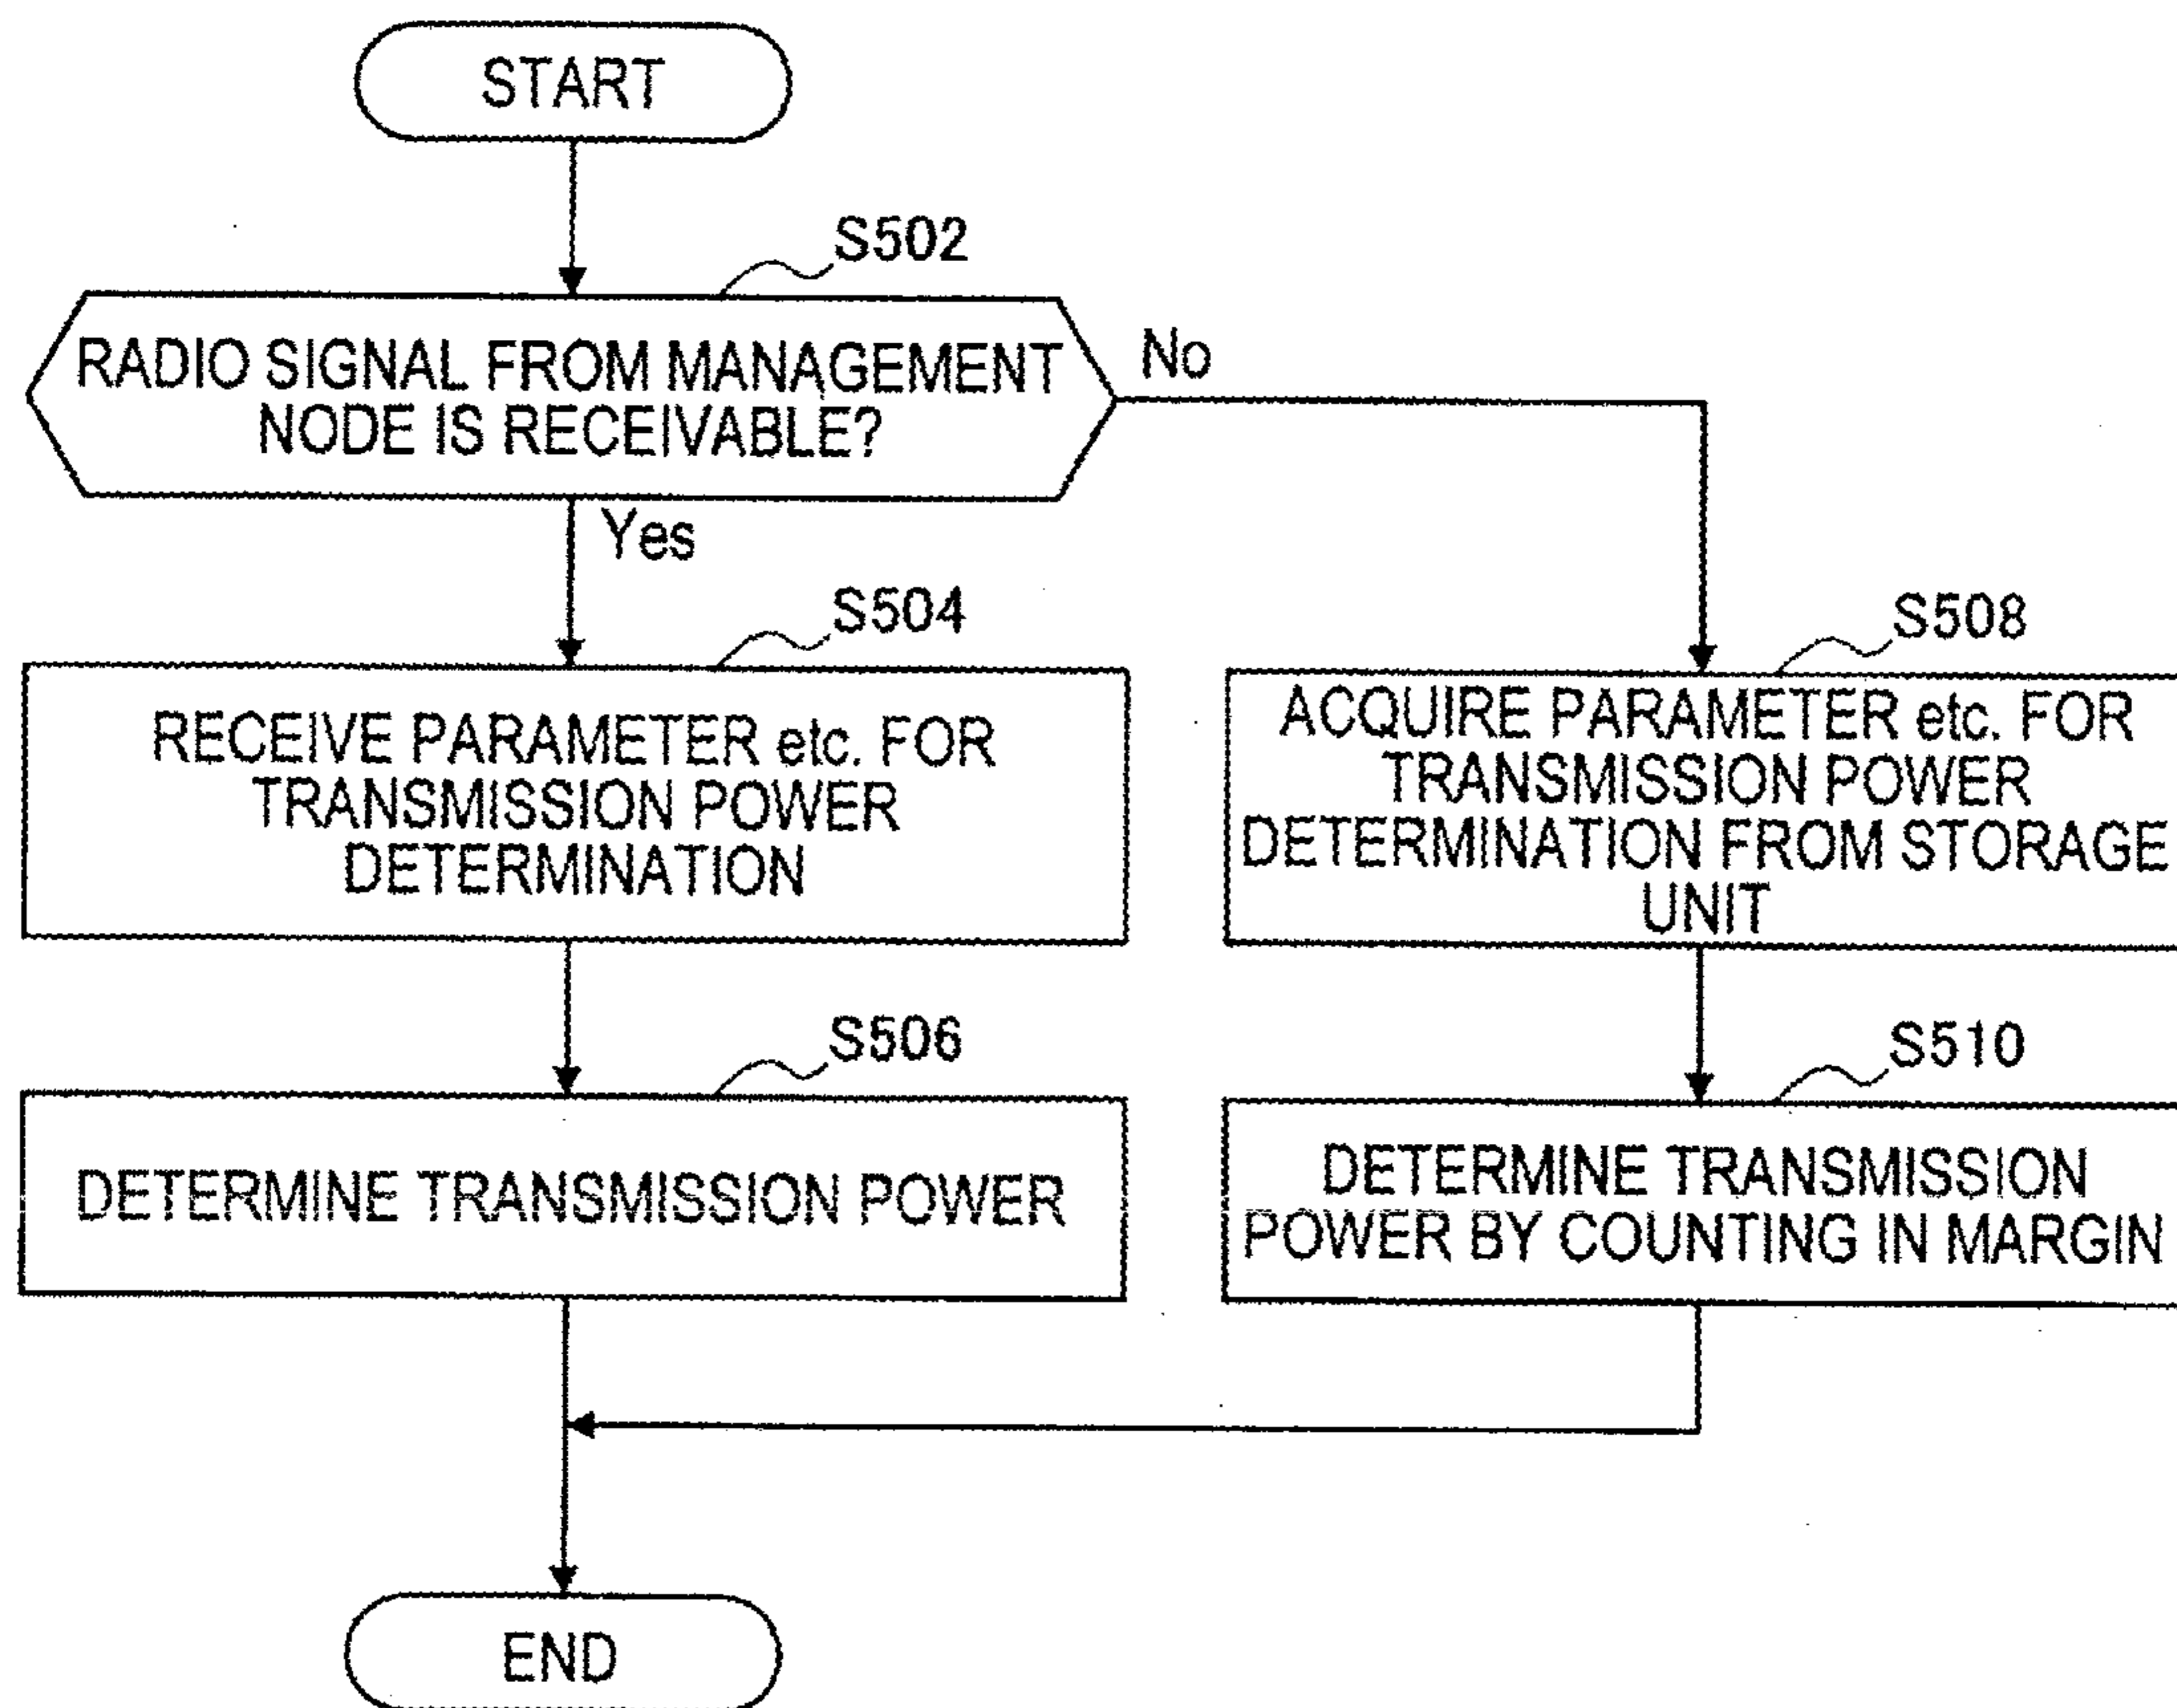 START
S502
RADIO SIGNAL FROM MANAGEMENT
NODE IS RECEIVABLE?
No
Yes
S504
RECEIVE PARAMETER etc. FOR
TRANSMISSION POWER
DETERMINATION
S508
ACQUIRE PARAMETER etc. FOR
TRANSMISSION POWER
DETERMINATION FROM STORAGE
UNIT
S506
DETERMINE TRANSMISSION POWER
S510
DETERMINE TRANSMISSION
POWER BY COUNTING IN MARGIN
END